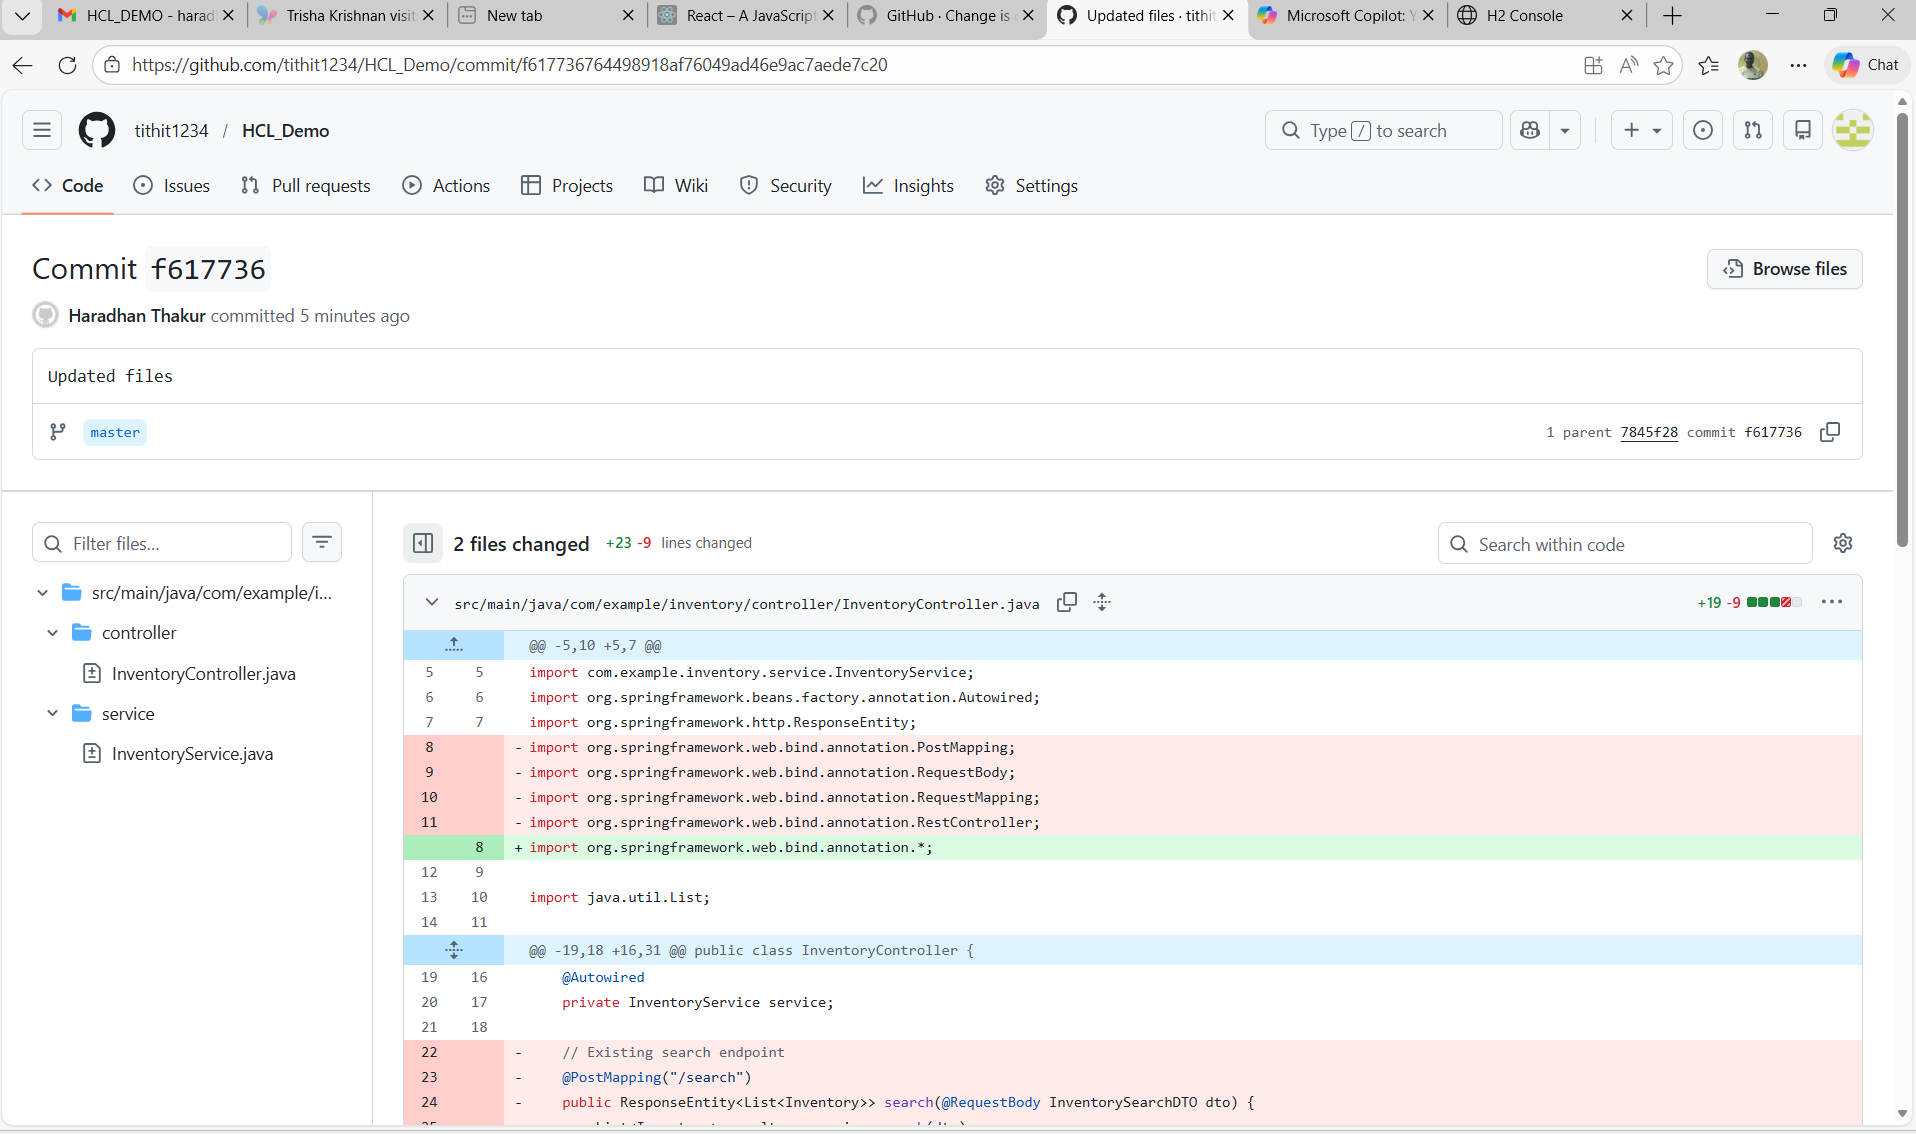 HCL_DEMO - harad
Trisha Krishnan visit
New tab
React – A JavaScript
GitHub · Change is
Updated files · tithit
Microsoft Copilot: Y
H2 Console
https://github.com/tithit1234/HCL_Demo/commit/f617736764498918af76049ad46e9ac7aede7c20
Chat
tithit1234 / HCL_Demo
Type / to search
Code
Issues
Pull requests
Actions
Projects
Wiki
Security
Insights
Settings
Commit f617736
Browse files
Haradhan Thakur committed 5 minutes ago
Updated files
master
1 parent 7845f28 commit f617736
Filter files...
2 files changed +23 -9 lines changed
Search within code
src/main/java/com/example/i...
controller
InventoryController.java
service
InventoryService.java
src/main/java/com/example/inventory/controller/InventoryController.java
+19 -9
@@ -5,10 +5,7 @@
5 5 import com.example.inventory.service.InventoryService;
6 6 import org.springframework.beans.factory.annotation.Autowired;
7 7 import org.springframework.http.ResponseEntity;
8 - import org.springframework.web.bind.annotation.PostMapping;
9 - import org.springframework.web.bind.annotation.RequestBody;
10 - import org.springframework.web.bind.annotation.RequestMapping;
11 - import org.springframework.web.bind.annotation.RestController;
8 + import org.springframework.web.bind.annotation.*;
12 9
13 10 import java.util.List;
14 11
@@ -19,18 +16,31 @@ public class InventoryController {
19 16 @Autowired
20 17 private InventoryService service;
21 18
22 - // Existing search endpoint
23 - @PostMapping("/search")
24 - public ResponseEntity<List<Inventory>> search(@RequestBody InventorySearchDTO dto) {